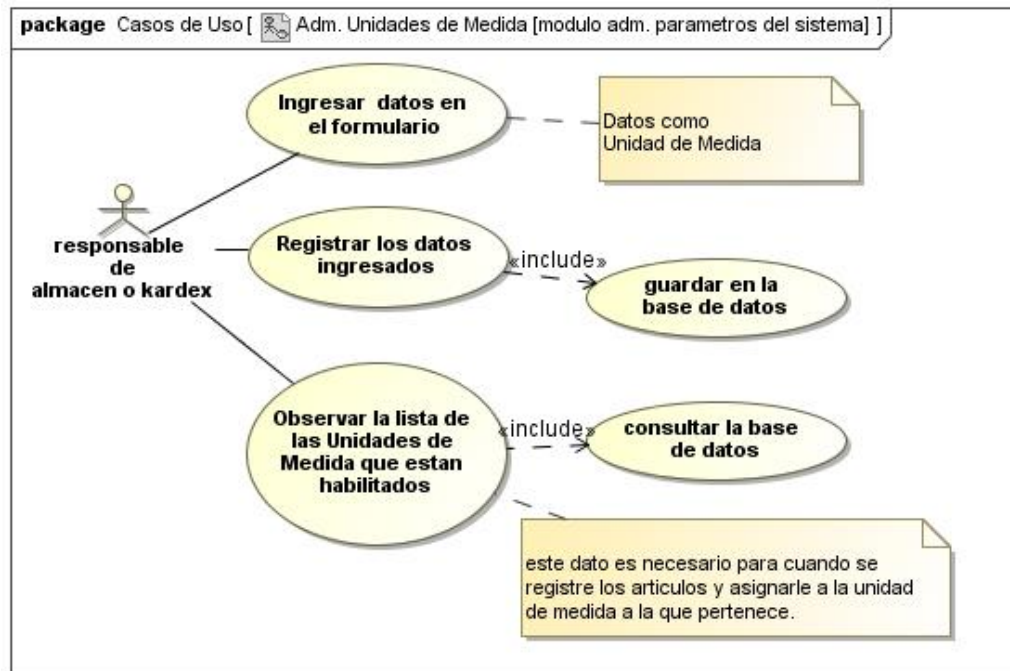 package Casos de Uso [ Adm. Unidades de Medida [modulo adm. parametros del sistema] ]
Ingresar datos en
el formulario
Datos como
Unidad de Medida
responsable
de
almacen o kardex
Registrar los datos
ingresados
«include»
guardar en la
base de datos
Observar la lista de
las Unidades de
Medida que estan
habilitados
«include»
consultar la base
de datos
este dato es necesario para cuando se
registre los articulos y asignarle a la unidad
de medida a la que pertenece.